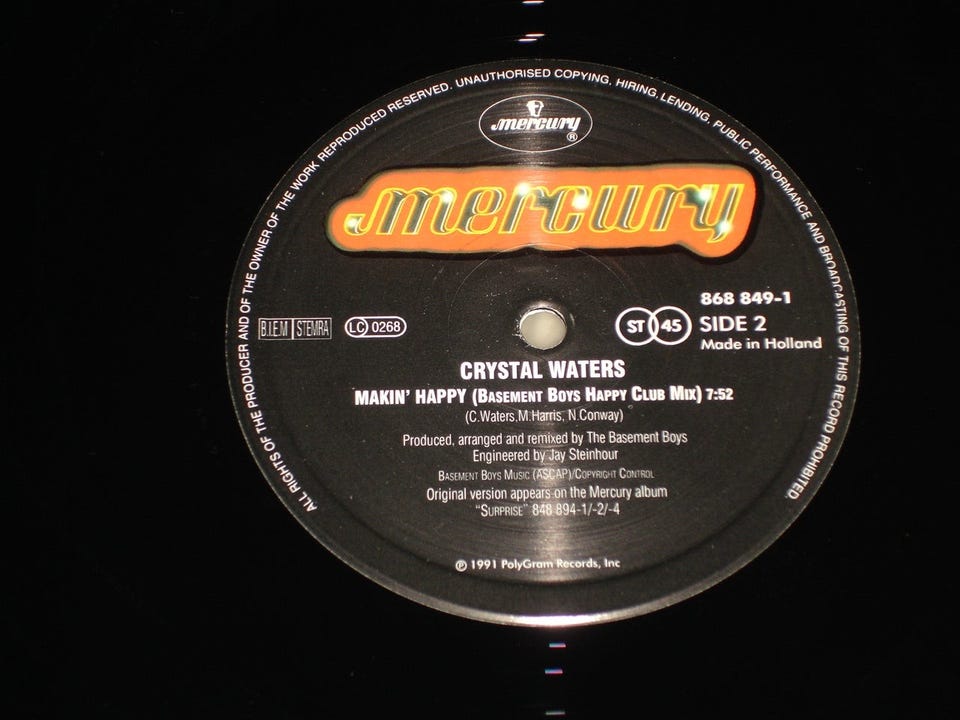 ALL RIGHTS OF THE PRODUCER AND OF THE OWNER OF THE WORK REPRODUCED RESERVED. UNAUTHORISED COPYING, HIRING, LENDING, PUBLIC PERFORMANCE AND BROADCASTING OF THIS RECORD PROHIBITED.
mercury ®
mercury
B.I.E.M STEMRA LC 0268
ST 45
868 849-1
SIDE 2
Made in Holland
CRYSTAL WATERS
MAKIN' HAPPY (BASEMENT BOYS HAPPY CLUB MIX) 7:52
(C.Waters,M.Harris, N.Conway)
Produced, arranged and remixed by The Basement Boys
Engineered by Jay Steinhour
BASEMENT BOYS MUSIC (ASCAP)/COPYRIGHT CONTROL
Original version appears on the Mercury album
"SURPRISE" 848 894-1/-2/-4
℗ 1991 PolyGram Records, Inc